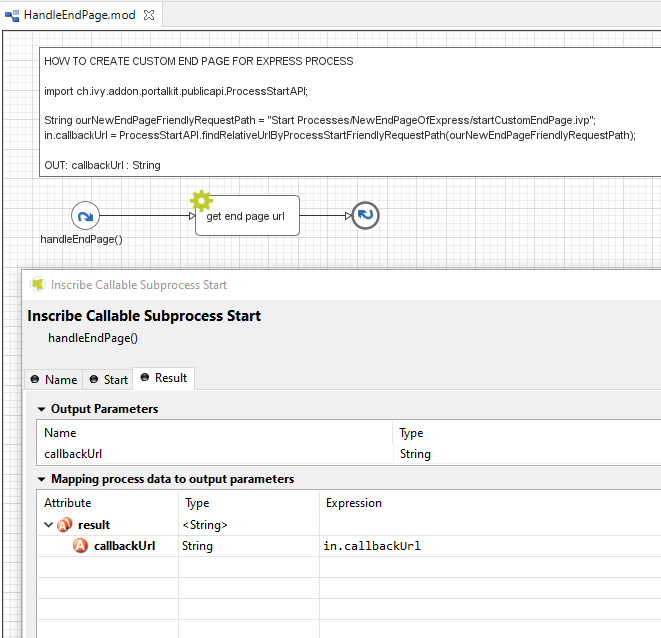 HandleEndPage.mod
HOW TO CREATE CUSTOM END PAGE FOR EXPRESS PROCESS
import ch.ivy.addon.portalkit.publicapi.ProcessStartAPI;
String ourNewEndPageFriendlyRequestPath = "Start Processes/NewEndPageOfExpress/startCustomEndPage.ivp";
in.callbackUrl = ProcessStartAPI.findRelativeUrlByProcessStartFriendlyRequestPath(ourNewEndPageFriendlyRequestPath);
OUT: callbackUrl : String
get end page url
handleEndPage()
Inscribe Callable Subprocess Start
Inscribe Callable Subprocess Start
handleEndPage()
Name Start Result
Output Parameters
Name Type
callbackUrl String
Mapping process data to output parameters
Attribute Type Expression
result <String>
callbackUrl String in.callbackUrl